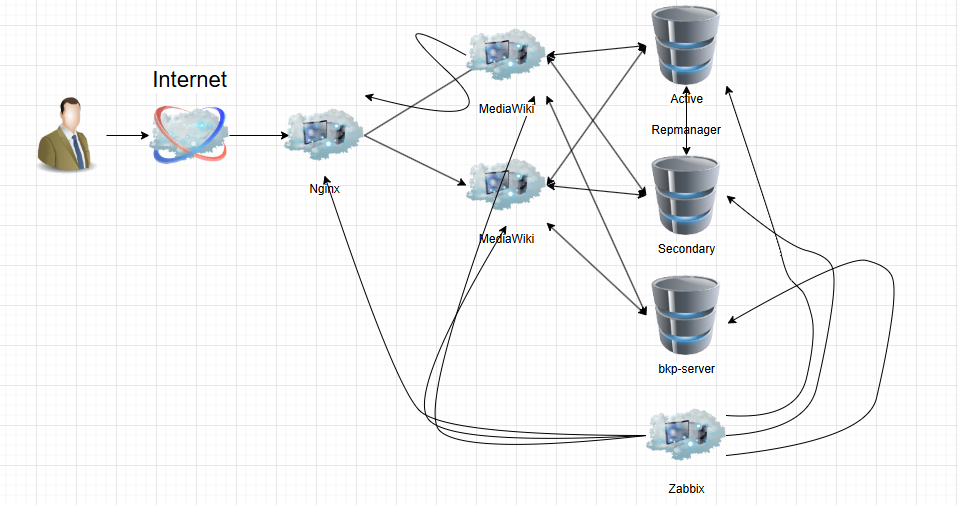 Internet
Nginx
MediaWiki
MediaWiki
Active
Repmanager
Secondary
bkp-server
Zabbix